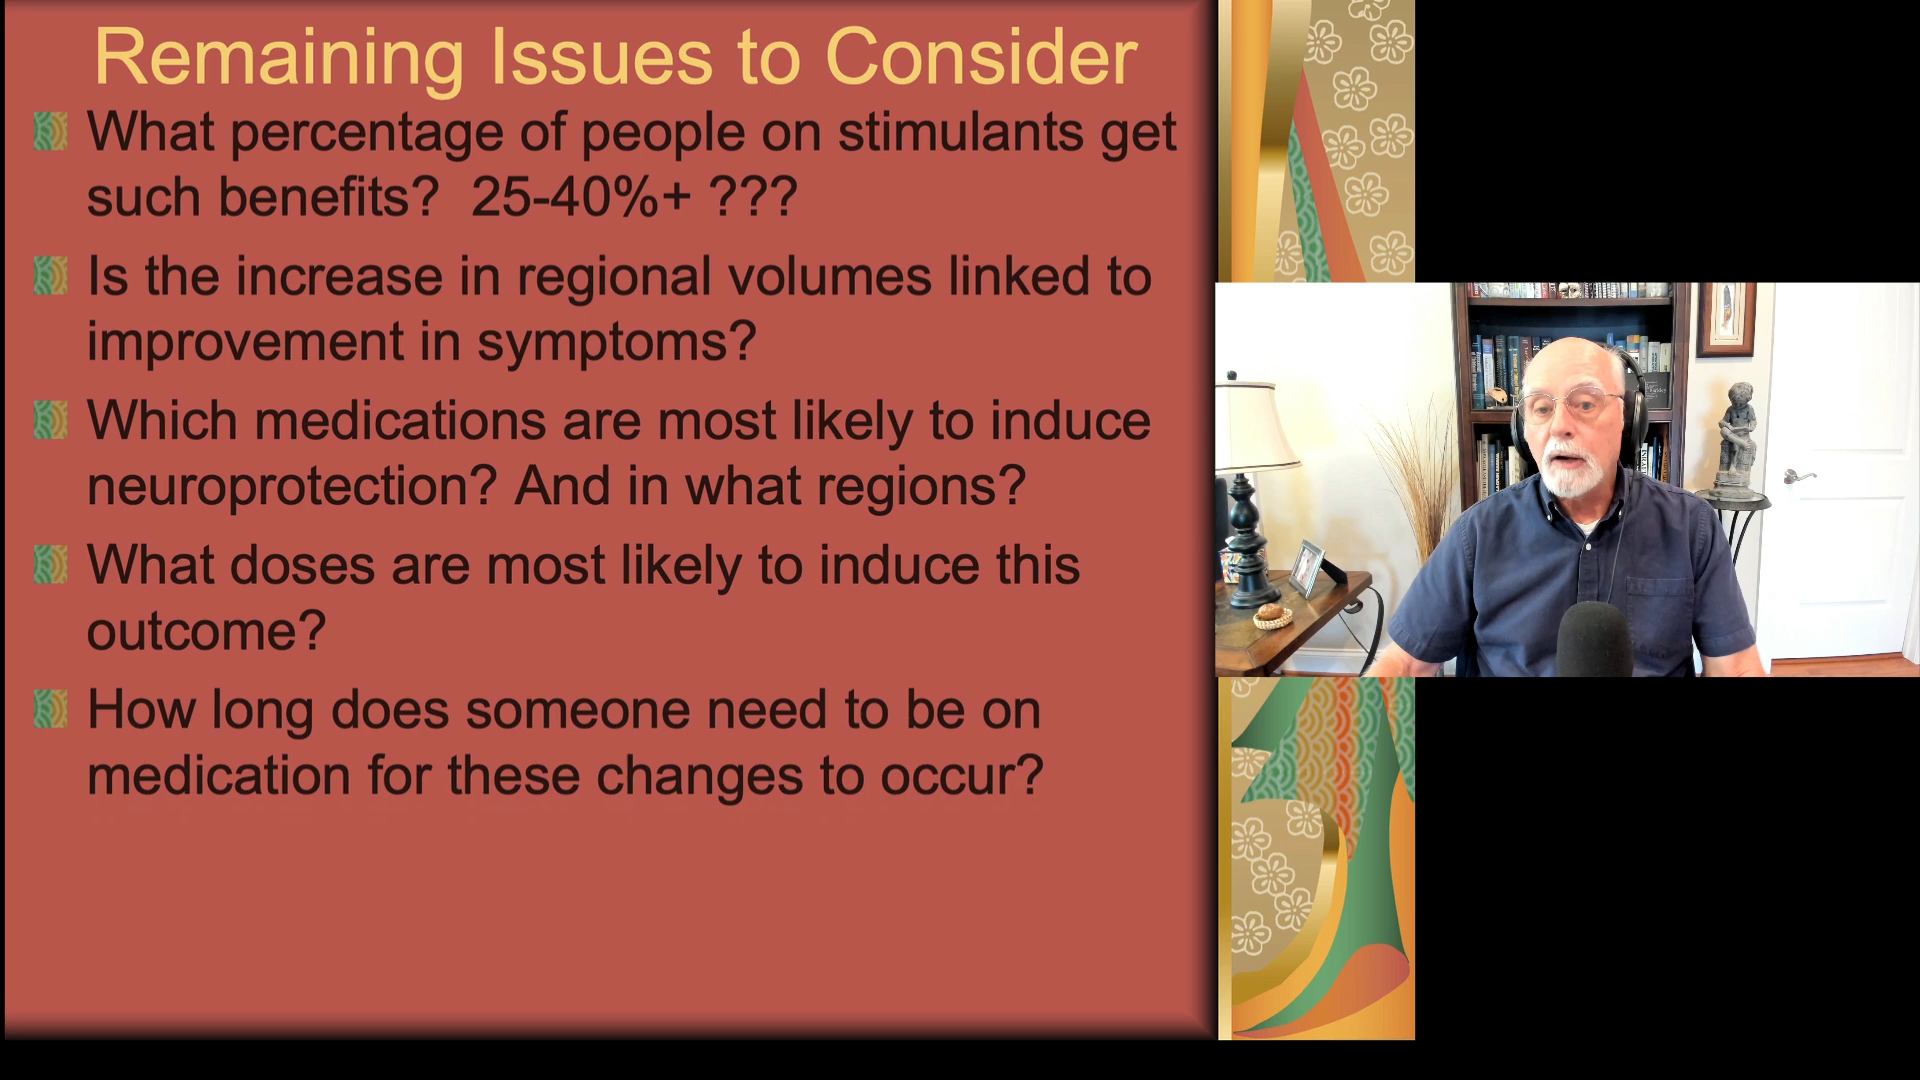 Remaining Issues to Consider
What percentage of people on stimulants get
such benefits?  25-40%+ ???
Is the increase in regional volumes linked to
improvement in symptoms?
Which medications are most likely to induce
neuroprotection? And in what regions?
What doses are most likely to induce this
outcome?
How long does someone need to be on
medication for these changes to occur?